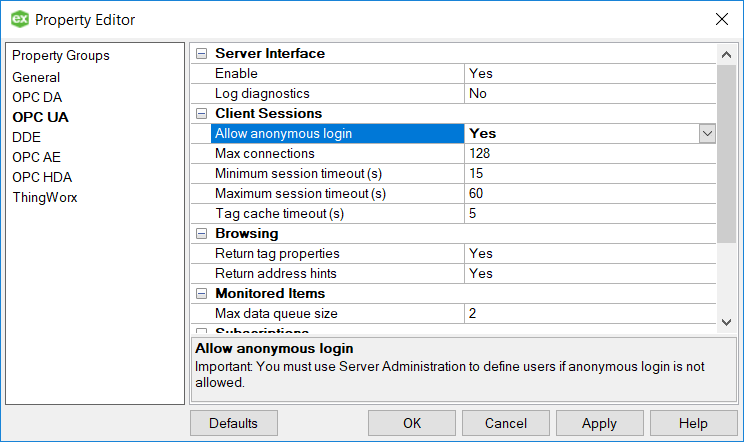 ex Property Editor
Property Groups
General
OPC DA
OPC UA
DDE
OPC AE
OPC HDA
ThingWorx
Server Interface
Enable Yes
Log diagnostics No
Client Sessions
Allow anonymous login Yes
Max connections 128
Minimum session timeout (s) 15
Maximum session timeout (s) 60
Tag cache timeout (s) 5
Browsing
Return tag properties Yes
Return address hints Yes
Monitored Items
Max data queue size 2
Subscriptions
Allow anonymous login
Important: You must use Server Administration to define users if anonymous login is not
allowed.
Defaults OK Cancel Apply Help